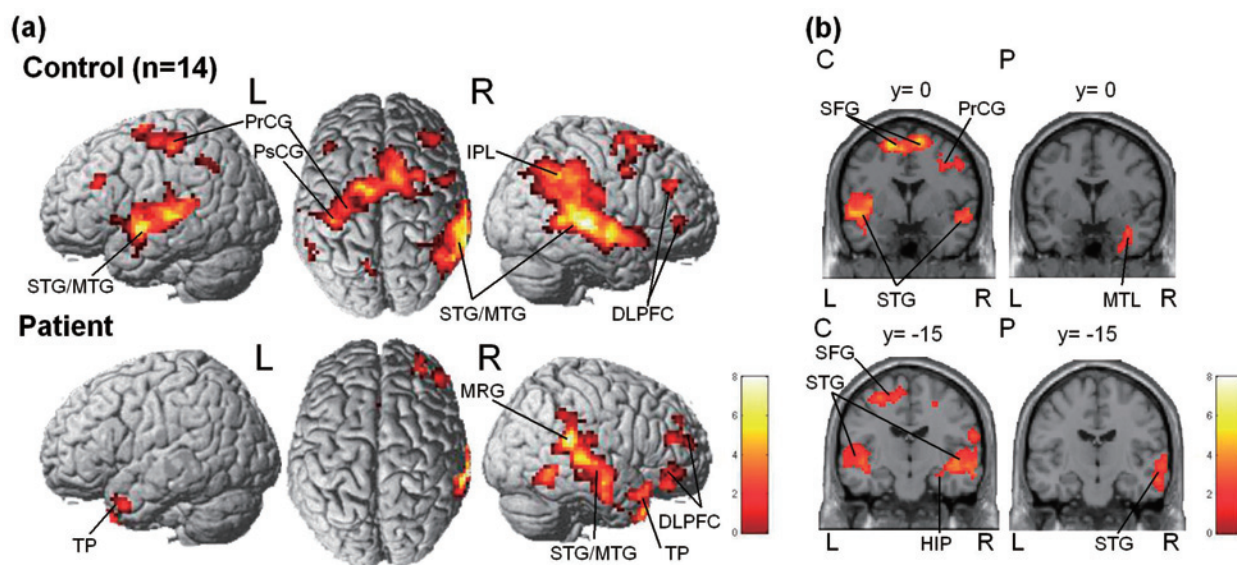 (a)
Control (n=14)
L
R
PrCG
PsCG
IPL
STG/MTG
STG/MTG
DLPFC
Patient
L
R
MRG
TP
STG/MTG
TP
DLPFC
8
6
4
2
0
(b)
C
P
y= 0
y= 0
SFG
PrCG
L
STG
R
L
MTL
R
C
y= -15
P
y= -15
SFG
STG
L
HIP
R
L
STG
R
8
6
4
2
0